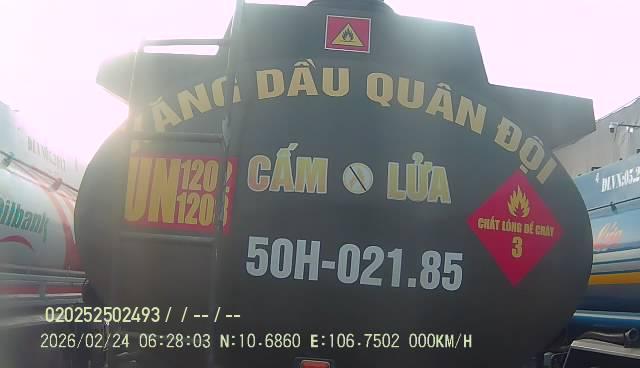 XĂNG DẦU QUÂN ĐỘI
UN 1202
1203
CẤM LỬA
CHẤT LỎNG DỄ CHÁY
3
50H-021.85
020252502493/ / --/--
2026/02/24 06:28:03 N:10.6860 E:106.7502 000KM/H